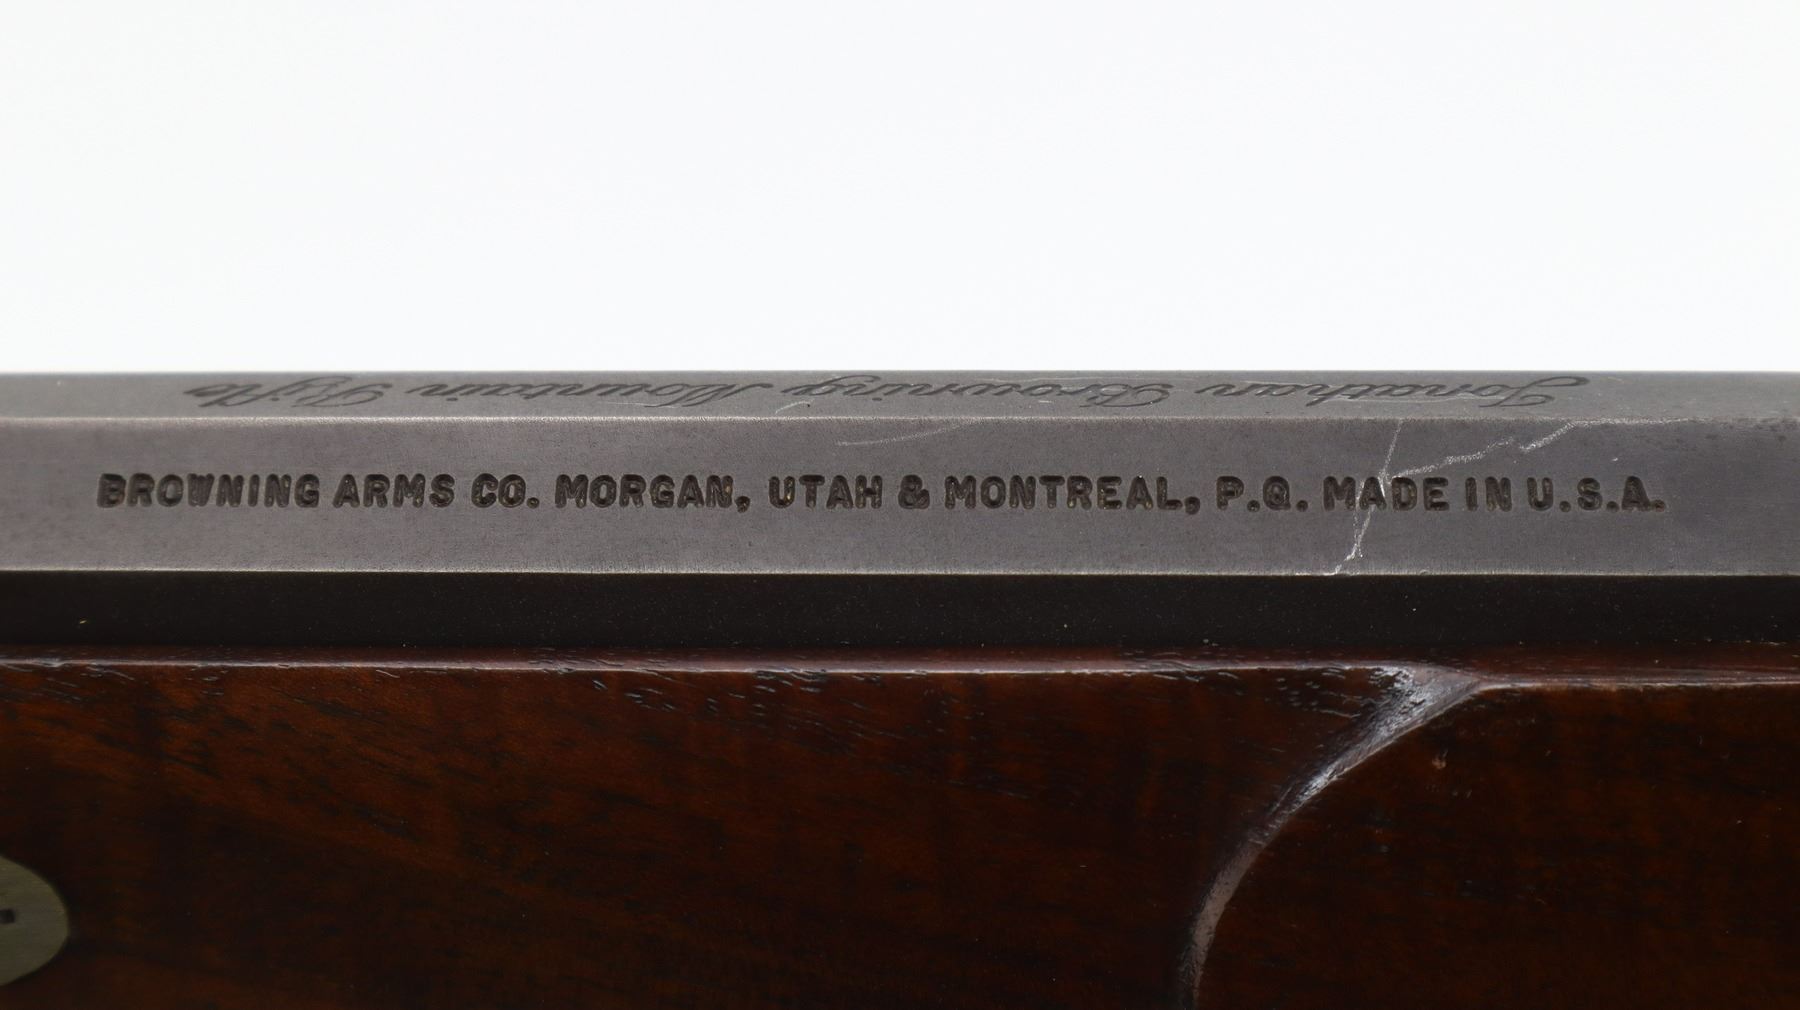 Jonathan Browning Mountain Rifle
BROWNING ARMS CO. MORGAN, UTAH & MONTREAL, P.Q. MADE IN U.S.A.